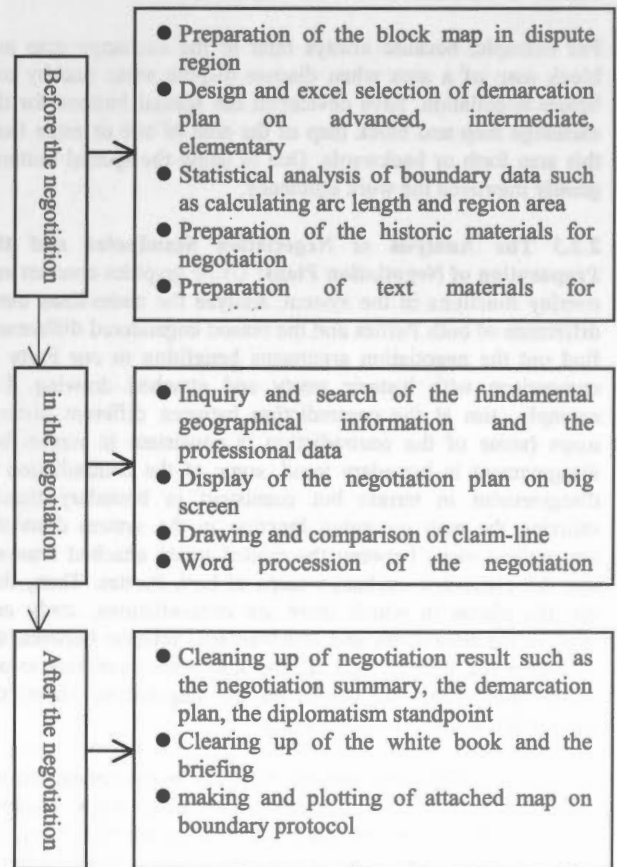 Before the negotiation
● Preparation of the block map in dispute
region
● Design and excel selection of demarcation
plan on advanced, intermediate,
elementary
● Statistical analysis of boundary data such
as calculating arc length and region area
● Preparation of the historic materials for
negotiation
● Preparation of text materials for
in the negotiation
● Inquiry and search of the fundamental
geographical information and the
professional data
● Display of the negotiation plan on big
screen
● Drawing and comparison of claim-line
● Word procession of the negotiation
After the negotiation
● Cleaning up of negotiation result such as
the negotiation summary, the demarcation
plan, the diplomatism standpoint
● Clearing up of the white book and the
briefing
● making and plotting of attached map on
boundary protocol